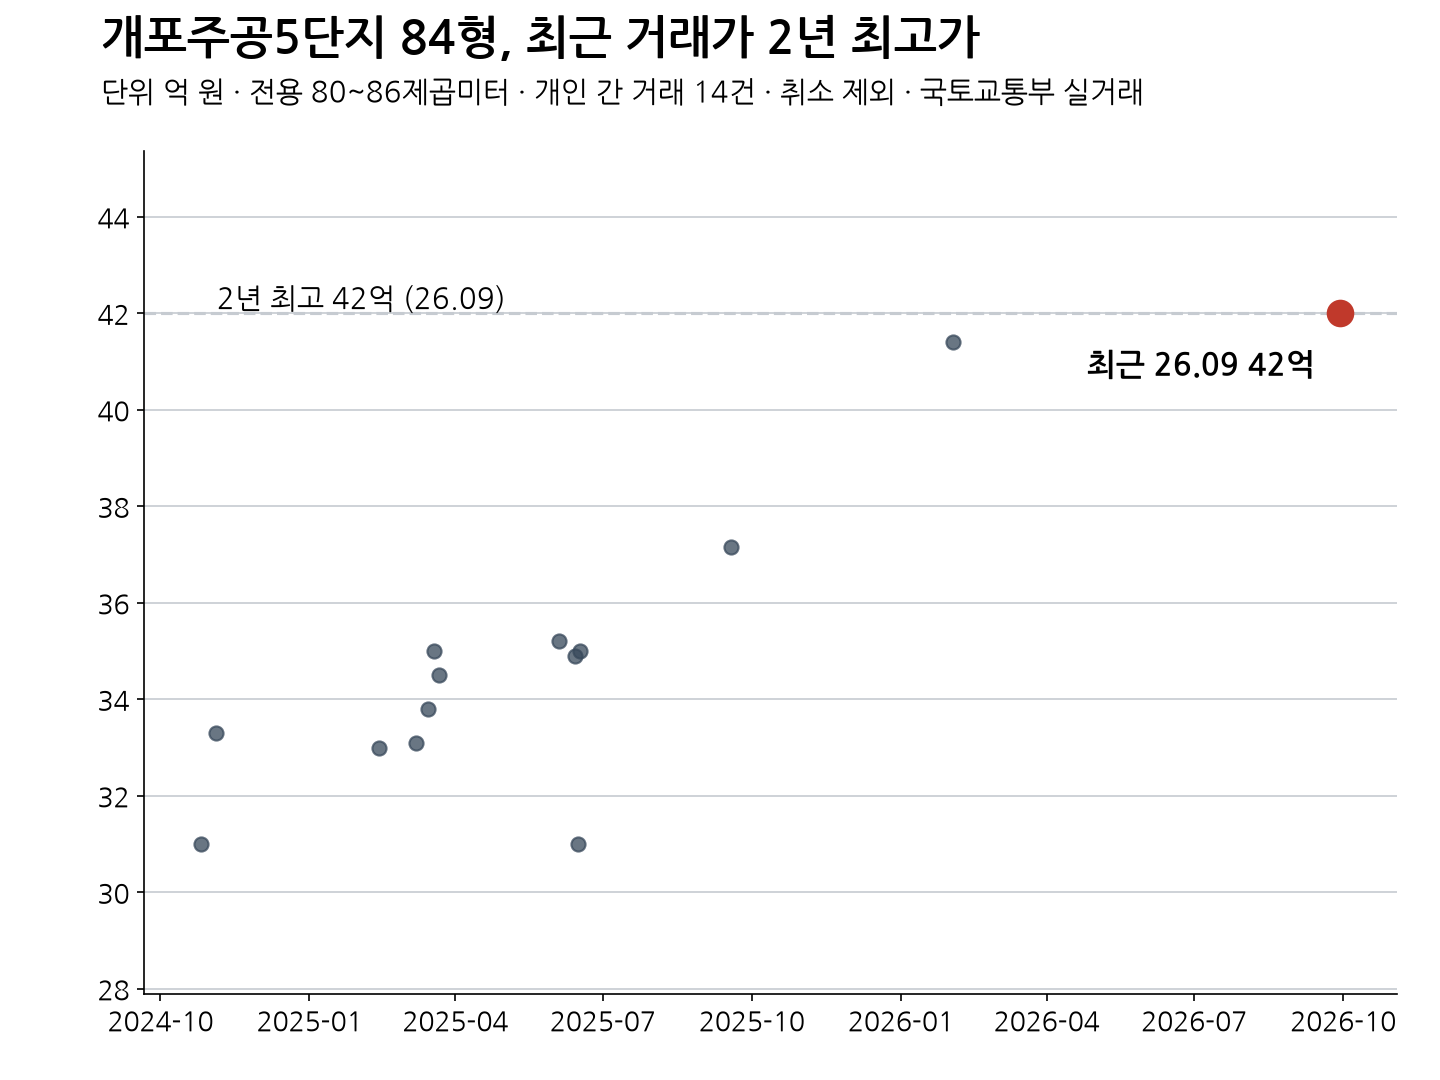 개포주공5단지 84형, 최근 거래가 2년 최고가
단위 억 원 · 전용 80~86제곱미터 · 개인 간 거래 14건 · 취소 제외 · 국토교통부 실거래
44
2년 최고 42억 (26.09)
42
최근 26.09 42억
40
38
36
34
32
30
28
2024-10 2025-01 2025-04 2025-07 2025-10 2026-01 2026-04 2026-07 2026-10